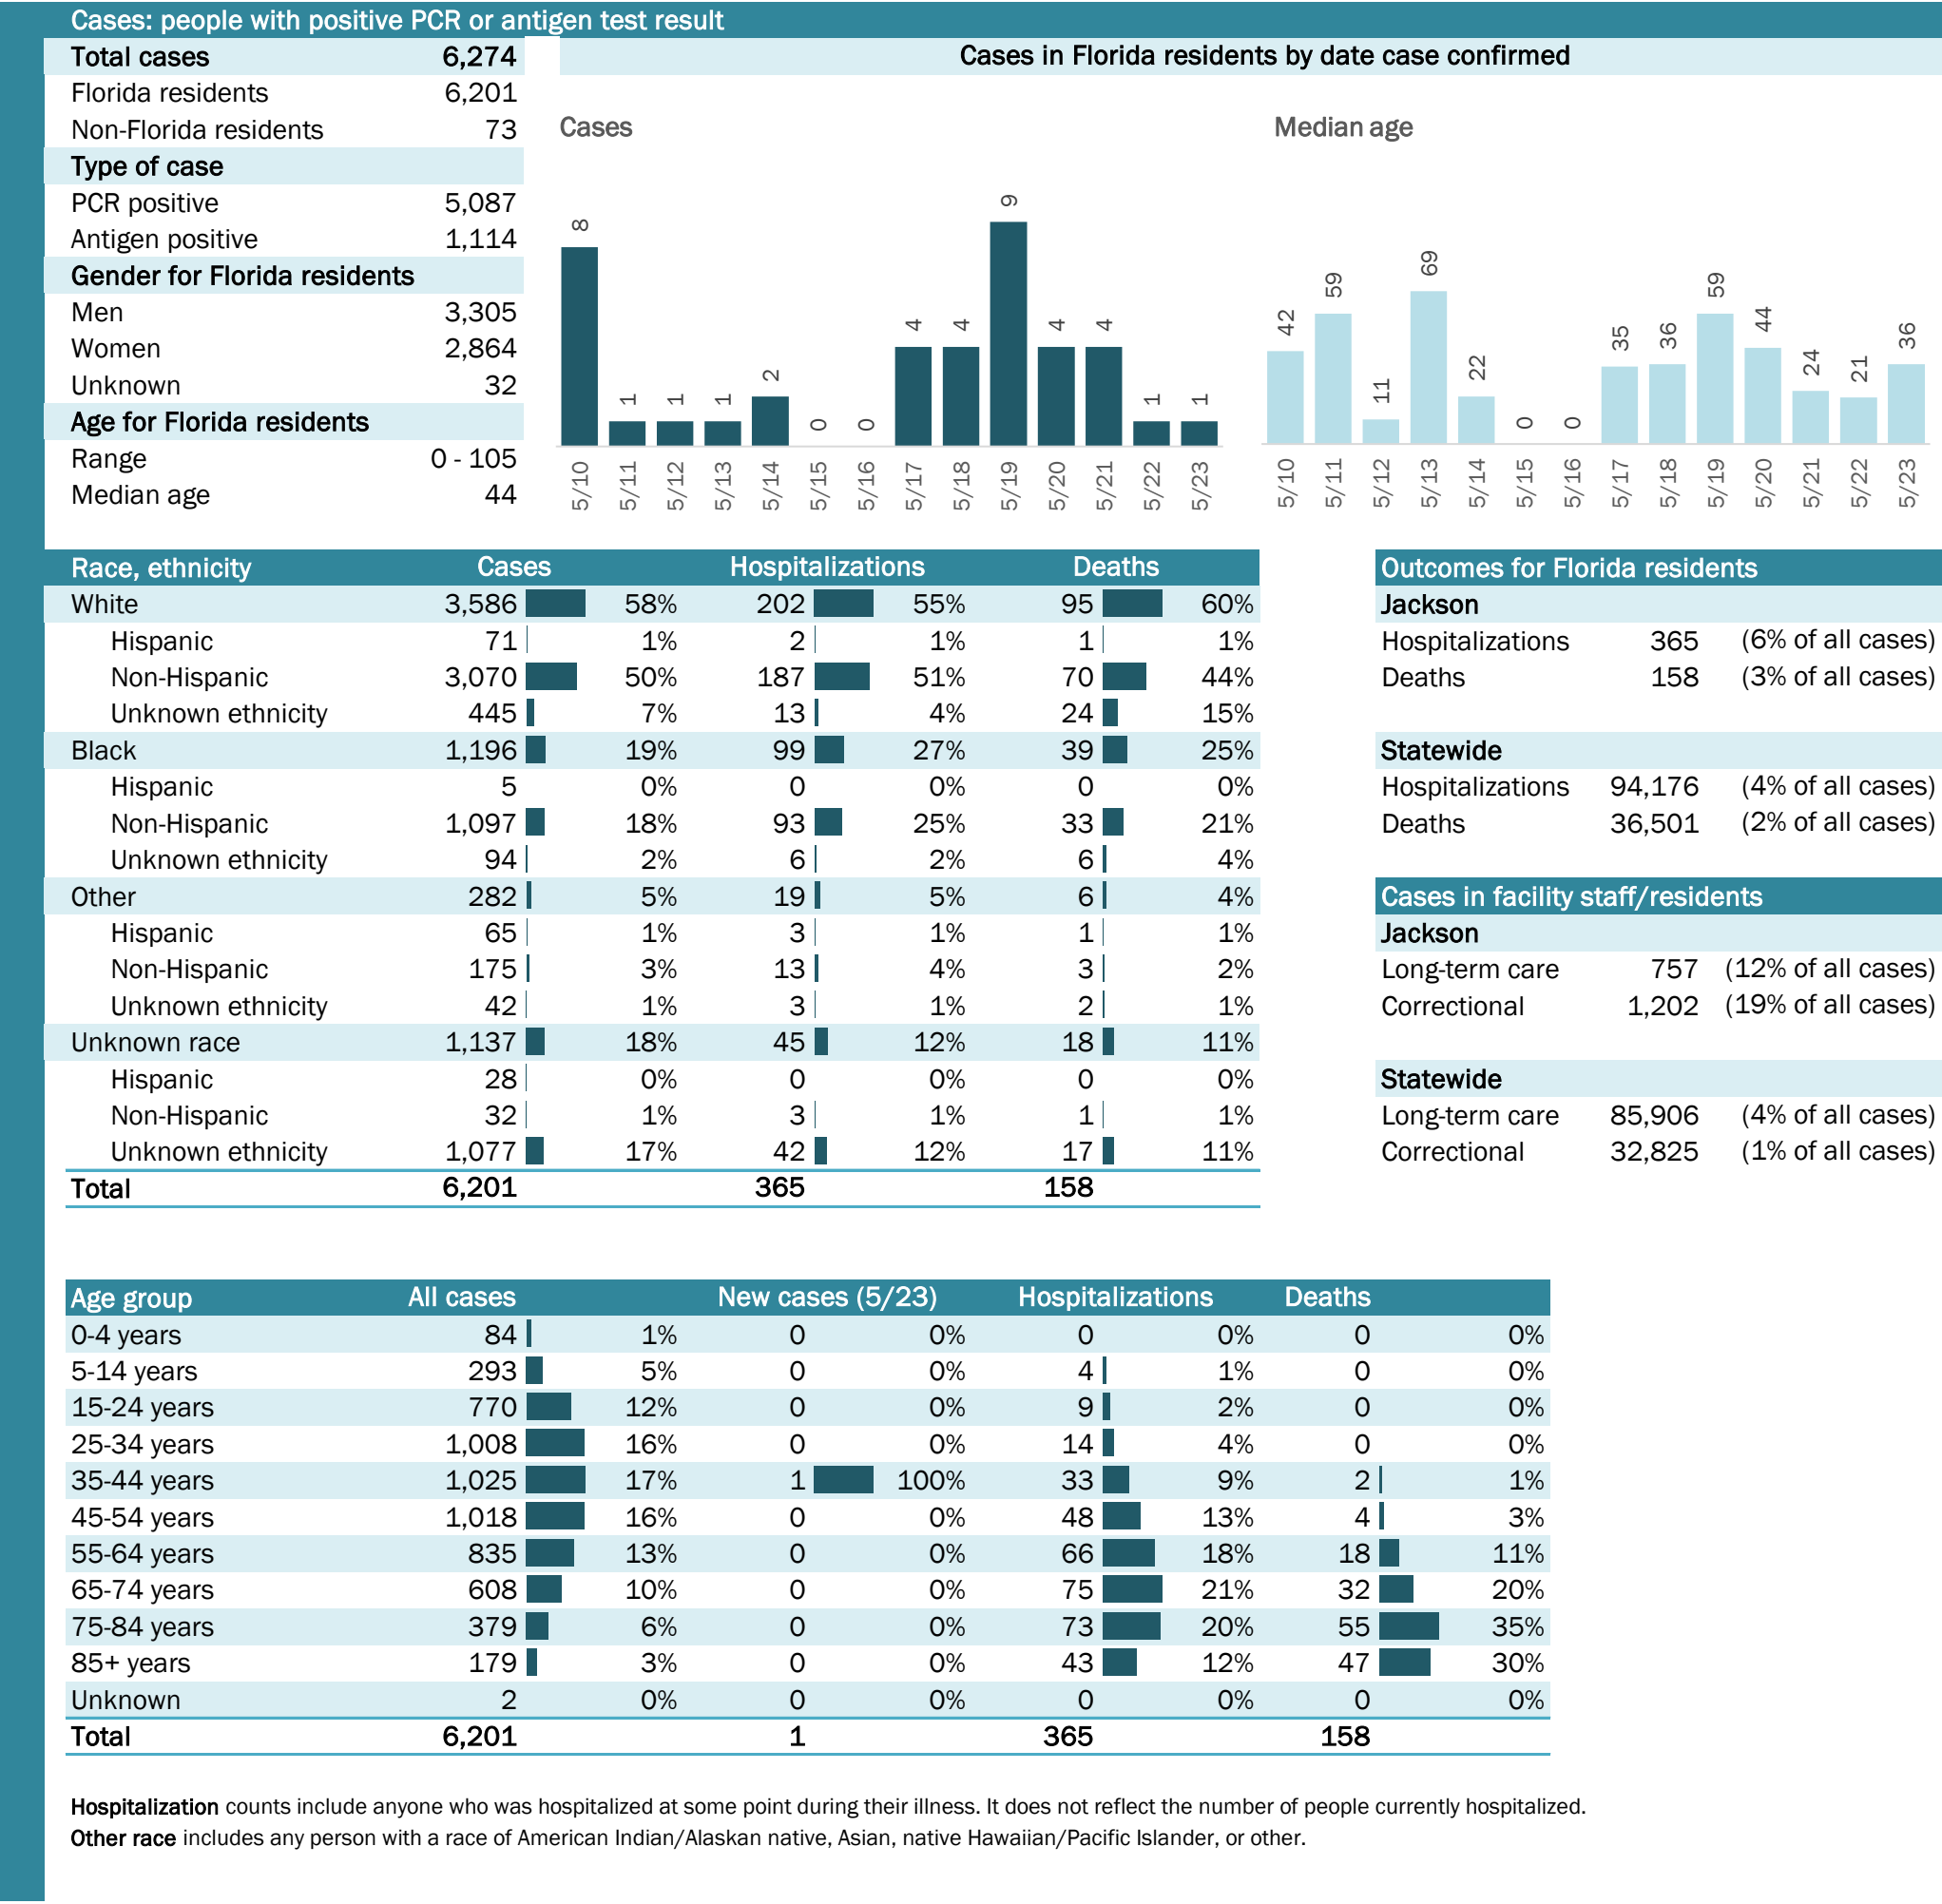 Cases: people with positive PCR or antigen test result
Total cases 6,274
Florida residents 6,201
Non-Florida residents 73
Type of case
PCR positive 5,087
Antigen positive 1,114
Gender for Florida residents
Men 3,305
Women 2,864
Unknown 32
Age for Florida residents
Range 0 - 105
Median age 44
Cases in Florida residents by date case confirmed
Cases
8 1 1 1 2 0 0 4 4 9 4 4 1 1
5/10 5/11 5/12 5/13 5/14 5/15 5/16 5/17 5/18 5/19 5/20 5/21 5/22 5/23
Median age
42 59 11 69 22 0 0 35 36 59 44 24 21 36
5/10 5/11 5/12 5/13 5/14 5/15 5/16 5/17 5/18 5/19 5/20 5/21 5/22 5/23
Race, ethnicity Cases Hospitalizations Deaths
White 3,586 58% 202 55% 95 60%
Hispanic 71 1% 2 1% 1 1%
Non-Hispanic 3,070 50% 187 51% 70 44%
Unknown ethnicity 445 7% 13 4% 24 15%
Black 1,196 19% 99 27% 39 25%
Hispanic 5 0% 0 0% 0 0%
Non-Hispanic 1,097 18% 93 25% 33 21%
Unknown ethnicity 94 2% 6 2% 6 4%
Other 282 5% 19 5% 6 4%
Hispanic 65 1% 3 1% 1 1%
Non-Hispanic 175 3% 13 4% 3 2%
Unknown ethnicity 42 1% 3 1% 2 1%
Unknown race 1,137 18% 45 12% 18 11%
Hispanic 28 0% 0 0% 0 0%
Non-Hispanic 32 1% 3 1% 1 1%
Unknown ethnicity 1,077 17% 42 12% 17 11%
Total 6,201 365 158
Outcomes for Florida residents
Jackson
Hospitalizations 365 (6% of all cases)
Deaths 158 (3% of all cases)
Statewide
Hospitalizations 94,176 (4% of all cases)
Deaths 36,501 (2% of all cases)
Cases in facility staff/residents
Jackson
Long-term care 757 (12% of all cases)
Correctional 1,202 (19% of all cases)
Statewide
Long-term care 85,906 (4% of all cases)
Correctional 32,825 (1% of all cases)
Age group All cases New cases (5/23) Hospitalizations Deaths
0-4 years 84 1% 0 0% 0 0% 0 0%
5-14 years 293 5% 0 0% 4 1% 0 0%
15-24 years 770 12% 0 0% 9 2% 0 0%
25-34 years 1,008 16% 0 0% 14 4% 0 0%
35-44 years 1,025 17% 1 100% 33 9% 2 1%
45-54 years 1,018 16% 0 0% 48 13% 4 3%
55-64 years 835 13% 0 0% 66 18% 18 11%
65-74 years 608 10% 0 0% 75 21% 32 20%
75-84 years 379 6% 0 0% 73 20% 55 35%
85+ years 179 3% 0 0% 43 12% 47 30%
Unknown 2 0% 0 0% 0 0% 0 0%
Total 6,201 1 365 158
Hospitalization counts include anyone who was hospitalized at some point during their illness. It does not reflect the number of people currently hospitalized.
Other race includes any person with a race of American Indian/Alaskan native, Asian, native Hawaiian/Pacific Islander, or other.